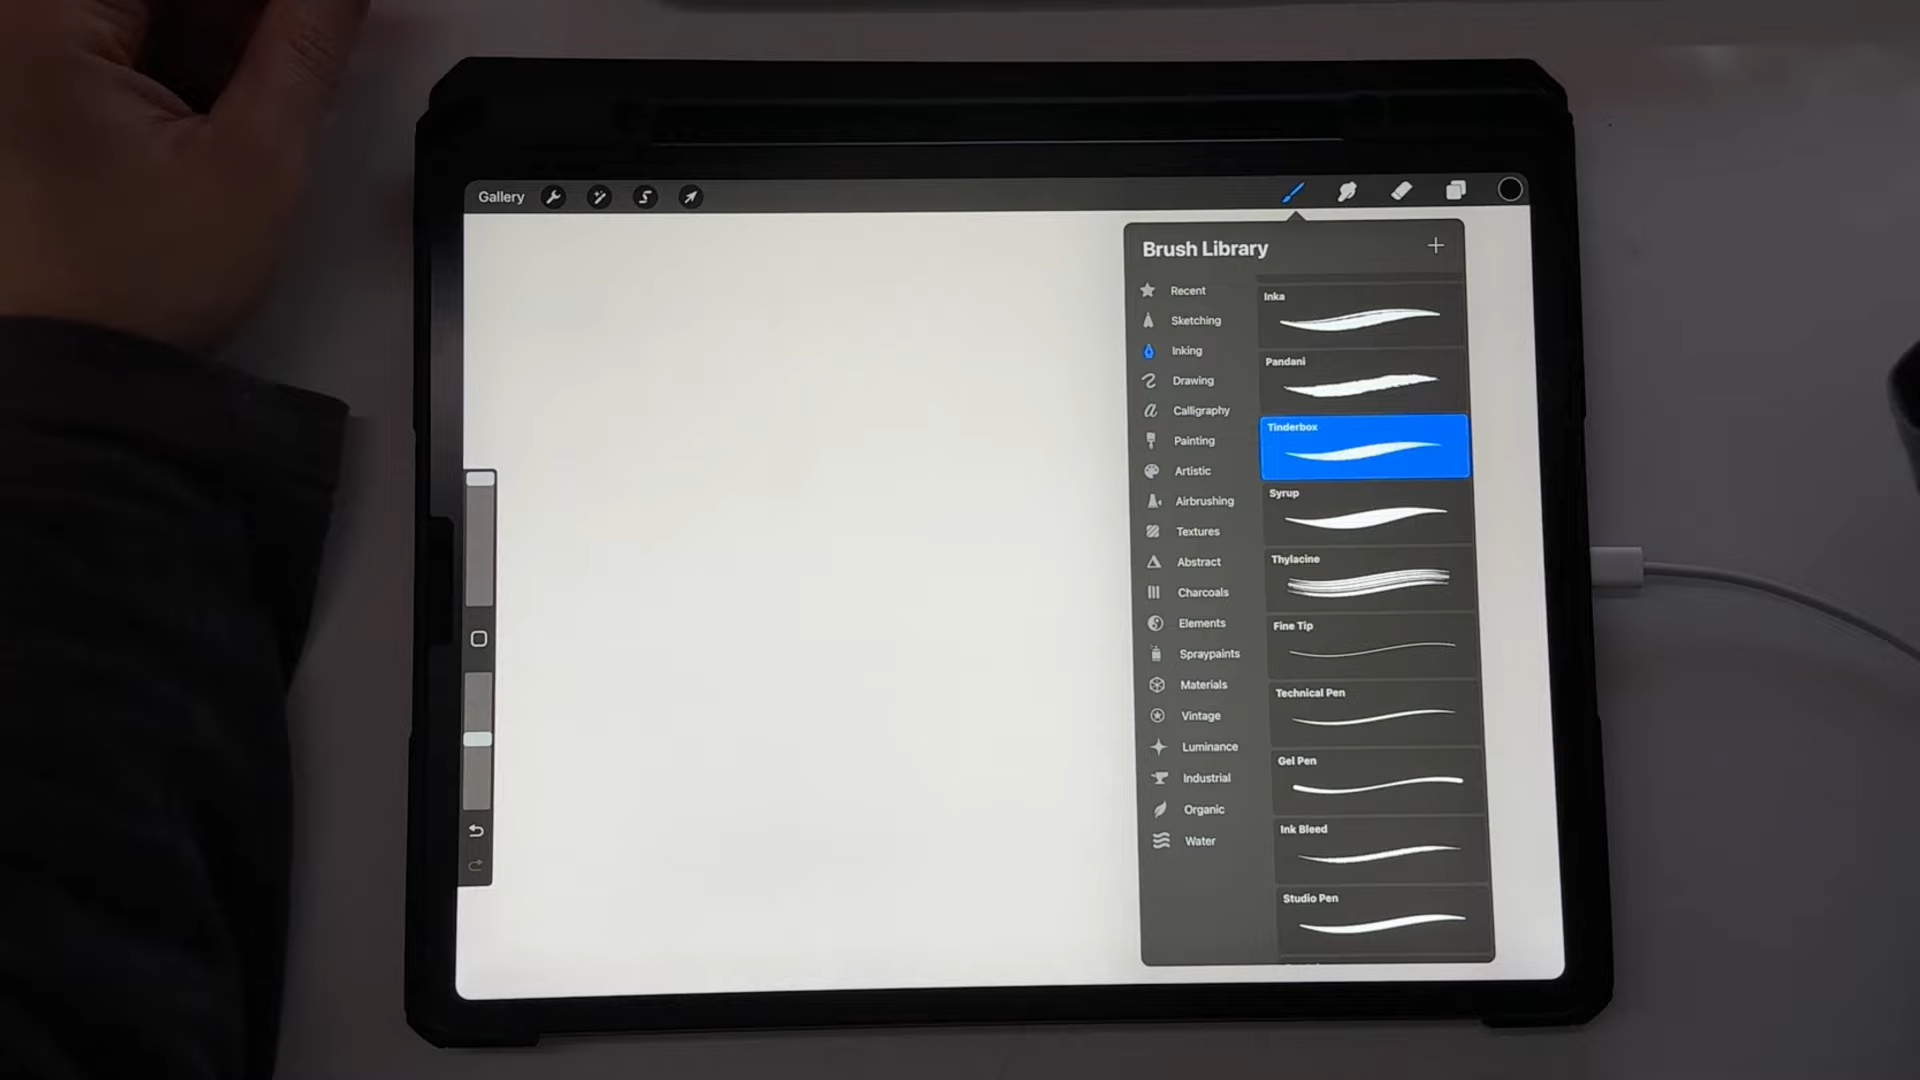 Gallery
Brush Library
Recent
Sketching
Inking
Drawing
Calligraphy
Painting
Artistic
Airbrushing
Textures
Abstract
Charcoals
Elements
Spraypaints
Materials
Vintage
Luminance
Industrial
Organic
Water
Inka
Pandani
Tinderbox
Syrup
Thylacine
Fine Tip
Technical Pen
Gel Pen
Ink Bleed
Studio Pen